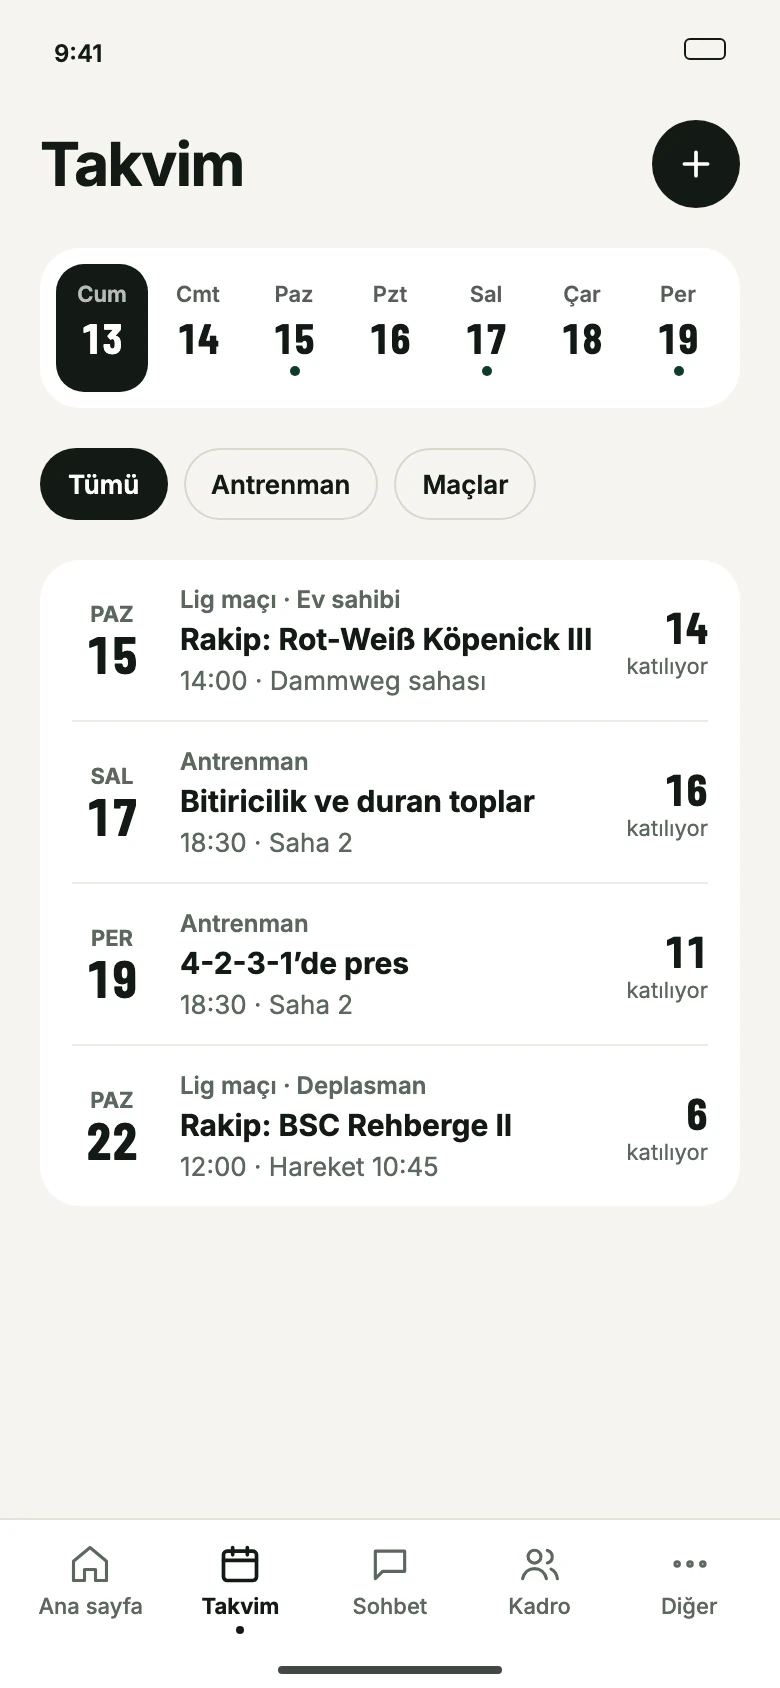 9:41
Takvim
Cum Cmt Paz Pzt Sal Çar Per
13 14 15 16 17 18 19
Tümü Antrenman Maçlar
Lig maçı · Ev sahibi
PAZ
15
Rakip: Rot-Weiß Köpenick III
14:00 · Dammweg sahası
14
katılıyor
Antrenman
SAL
17
Bitiricilik ve duran toplar
18:30 · Saha 2
16
katılıyor
Antrenman
PER
19
4-2-3-1’de pres
18:30 · Saha 2
11
katılıyor
Lig maçı · Deplasman
PAZ
22
Rakip: BSC Rehberge II
12:00 · Hareket 10:45
6
katılıyor
Ana sayfa Takvim Sohbet Kadro Diğer